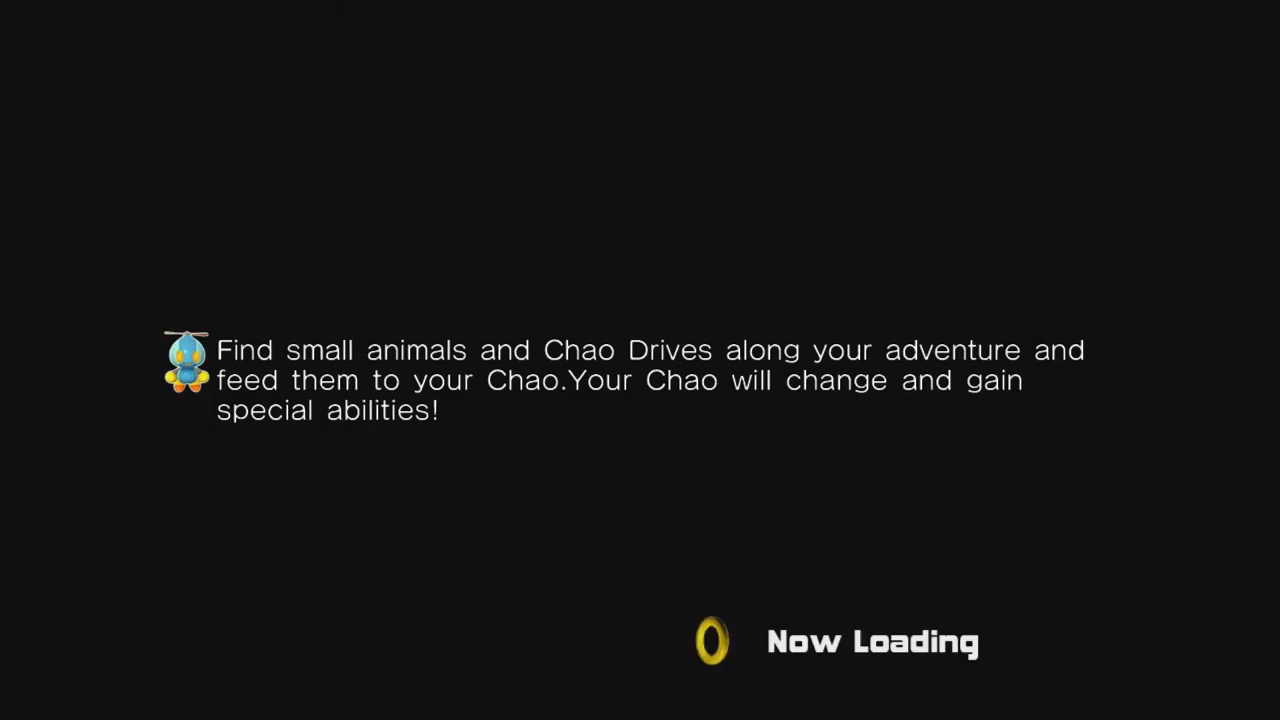 Find small animals and Chao Drives along your adventure and
feed them to your Chao.Your Chao will change and gain
special abilities!
Now Loading